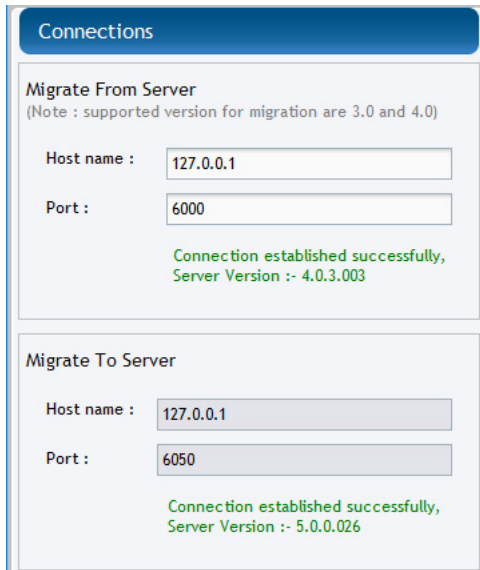 Connections
Migrate From Server
(Note : supported version for migration are 3.0 and 4.0)
Host name : 127.0.0.1
Port : 6000
Connection established successfully,
Server Version :- 4.0.3.003
Migrate To Server
Host name : 127.0.0.1
Port : 6050
Connection established successfully,
Server Version :- 5.0.0.026